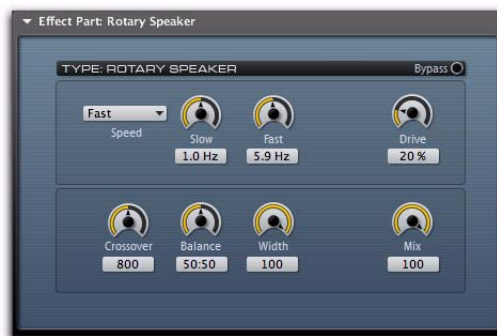 Effect Part: Rotary Speaker
TYPE: ROTARY SPEAKER Bypass
Fast
Speed Slow Fast Drive
1.0 Hz 5.9 Hz 20 %
Crossover Balance Width Mix
800 50:50 100 100